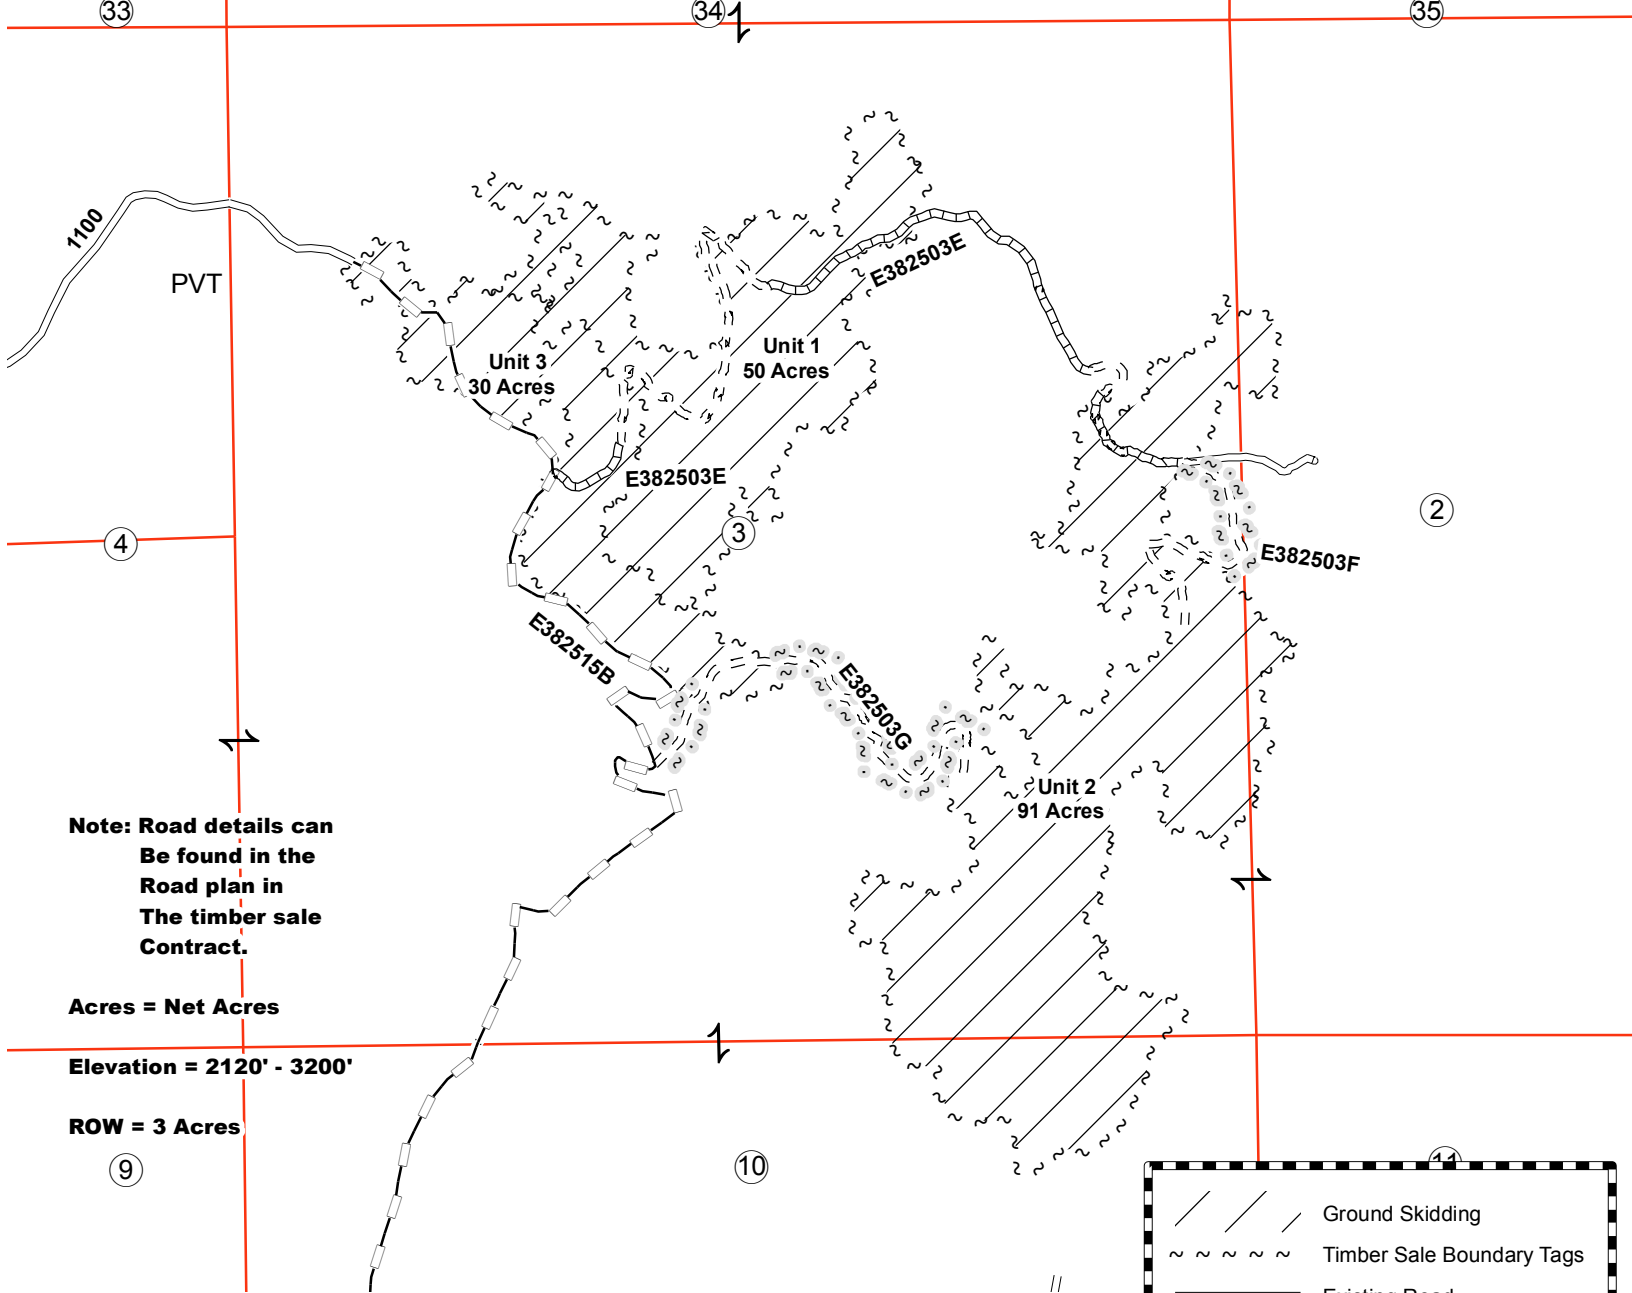 33
34
35
1100
PVT
E382503E
Unit 1
50 Acres
Unit 3
30 Acres
E382503E
3
2
4
E382503F
E382515B
E382503G
Unit 2
91 Acres
Note: Road details can
Be found in the
Road plan in
The timber sale
Contract.
Acres = Net Acres
Elevation = 2120' - 3200'
ROW = 3 Acres
9
10
11
Ground Skidding
Timber Sale Boundary Tags
Existing Road